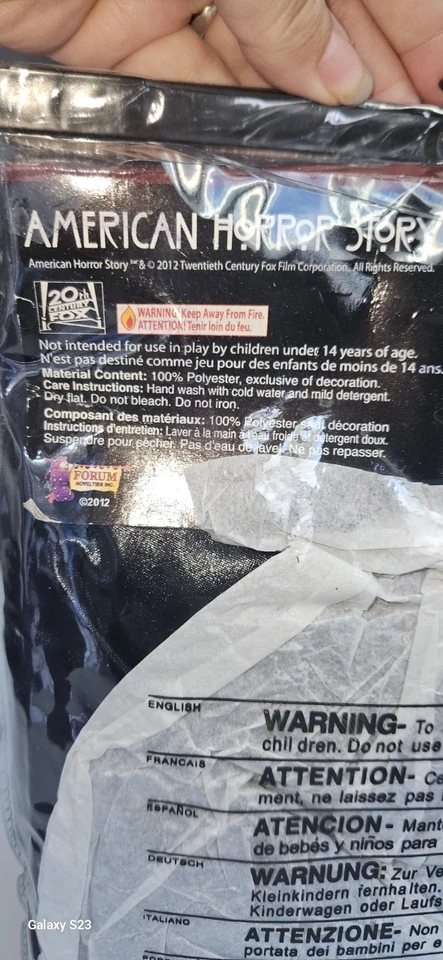 AMERICAN HORROR STORY
American Horror Story ™ & © 2012 Twentieth Century Fox Film Corporation. All Rights Reserved.
20th
CENTURY
FOX
WARNING: Keep Away From Fire.
ATTENTION: Tenir loin du feu.
Not intended for use in play by children under 14 years of age.
N'est pas destiné comme jeu pour des enfants de moins de 14 ans.
Material Content: 100% Polyester, exclusive of decoration.
Care Instructions: Hand wash with cold water and mild detergent.
Dry flat. Do not bleach. Do not iron.
Composant des matériaux: 100% Polyester sauf décoration
Instructions d'entretien: Laver à la main à l'eau froide et détergent doux.
Suspendre pour sécher. Pas d'eau de javel. Ne pas repasser.
FORUM
NOVELTIES INC.
©2012
ENGLISH
WARNING- To
chil dren. Do not use
FRANCAIS
ATTENTION-
ment, ne laissez pas
ESPAÑOL
ATENCION- Mant
de bebés y niños para
DEUTSCH
WARNUNG: Zur Ve
Kleinkindern fernhalten.
Kinderwagen oder Laufs
ITALIANO
ATTENZIONE- Non
portata dei bambini per e
Galaxy S23